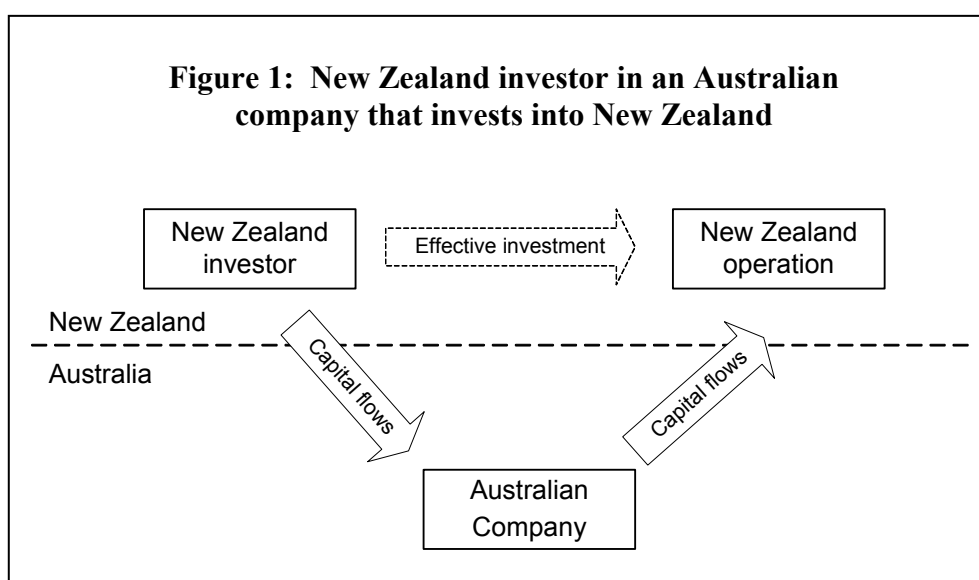 Figure 1: New Zealand investor in an Australian
company that invests into New Zealand
New Zealand
investor
Effective investment
New Zealand
operation
New Zealand
Australia
Capital flows
Capital flows
Australian
Company